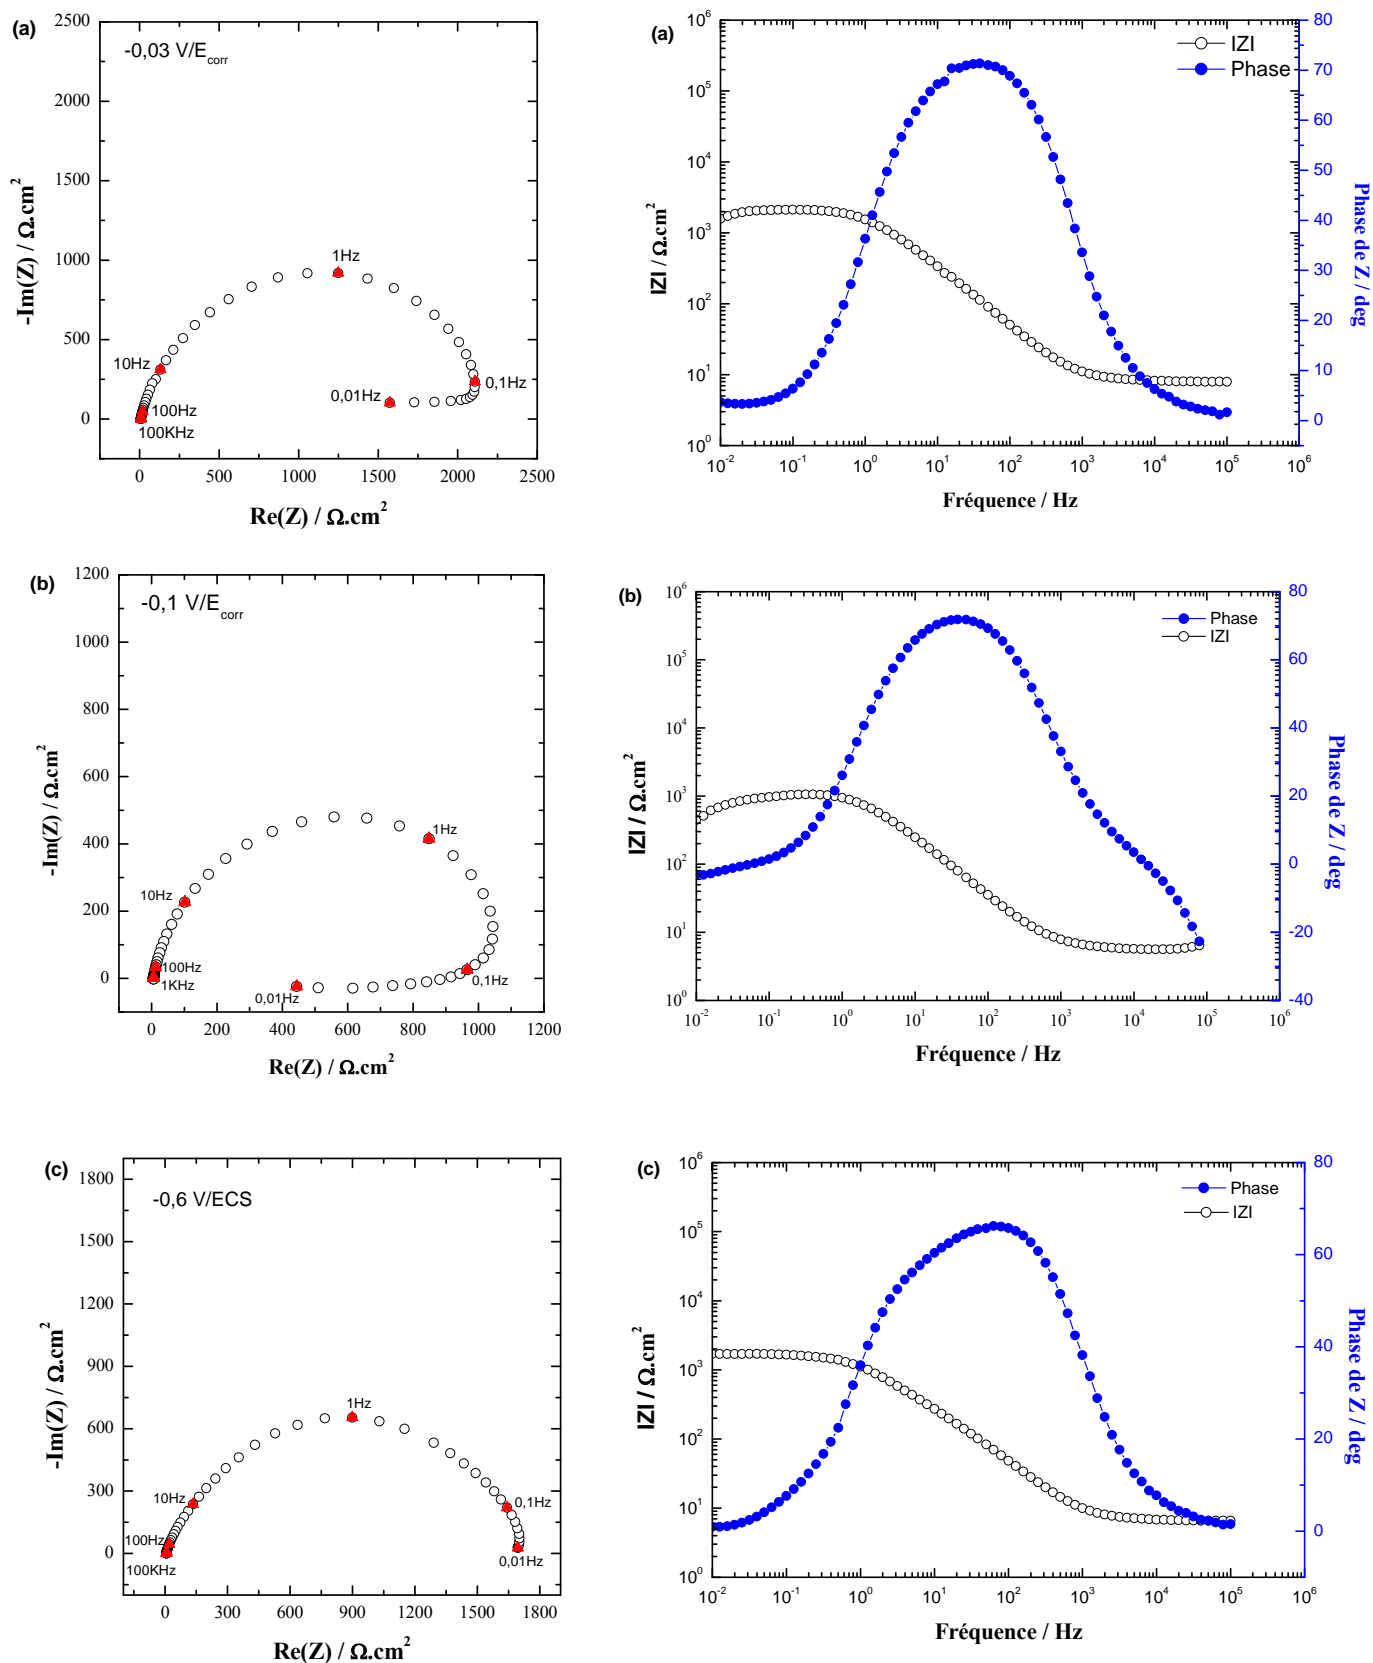 (a)
-0,03 V/E_corr
2500
2000
1500
1000
500
0
-Im(Z) / Ω.cm²
1Hz
10Hz
100Hz
100KHz
0,1Hz
0,01Hz
0 500 1000 1500 2000 2500
Re(Z) / Ω.cm²
(a)
IZI
Phase
10⁶
10⁵
10⁴
10³
10²
10¹
10⁰
IZI / Ω.cm²
80
70
60
50
40
30
20
10
0
Phase de Z / deg
10⁻² 10⁻¹ 10⁰ 10¹ 10² 10³ 10⁴ 10⁵ 10⁶
Fréquence / Hz
(b)
-0,1 V/E_corr
1200
1000
800
600
400
200
0
-Im(Z) / Ω.cm²
1Hz
10Hz
100Hz
1KHz
0,1Hz
0,01Hz
0 200 400 600 800 1000 1200
Re(Z) / Ω.cm²
(b)
Phase
IZI
10⁶
10⁵
10⁴
10³
10²
10¹
10⁰
IZI / Ω.cm²
80
60
40
20
0
-20
-40
Phase de Z / deg
10⁻² 10⁻¹ 10⁰ 10¹ 10² 10³ 10⁴ 10⁵ 10⁶
Fréquence / Hz
(c)
-0,6 V/ECS
1800
1500
1200
900
600
300
0
-Im(Z) / Ω.cm²
1Hz
10Hz
100Hz
100KHz
0,1Hz
0,01Hz
0 300 600 900 1200 1500 1800
Re(Z) / Ω.cm²
(c)
Phase
IZI
10⁶
10⁵
10⁴
10³
10²
10¹
10⁰
IZI / Ω.cm²
80
60
40
20
0
Phase de Z / deg
10⁻² 10⁻¹ 10⁰ 10¹ 10² 10³ 10⁴ 10⁵ 10⁶
Fréquence / Hz